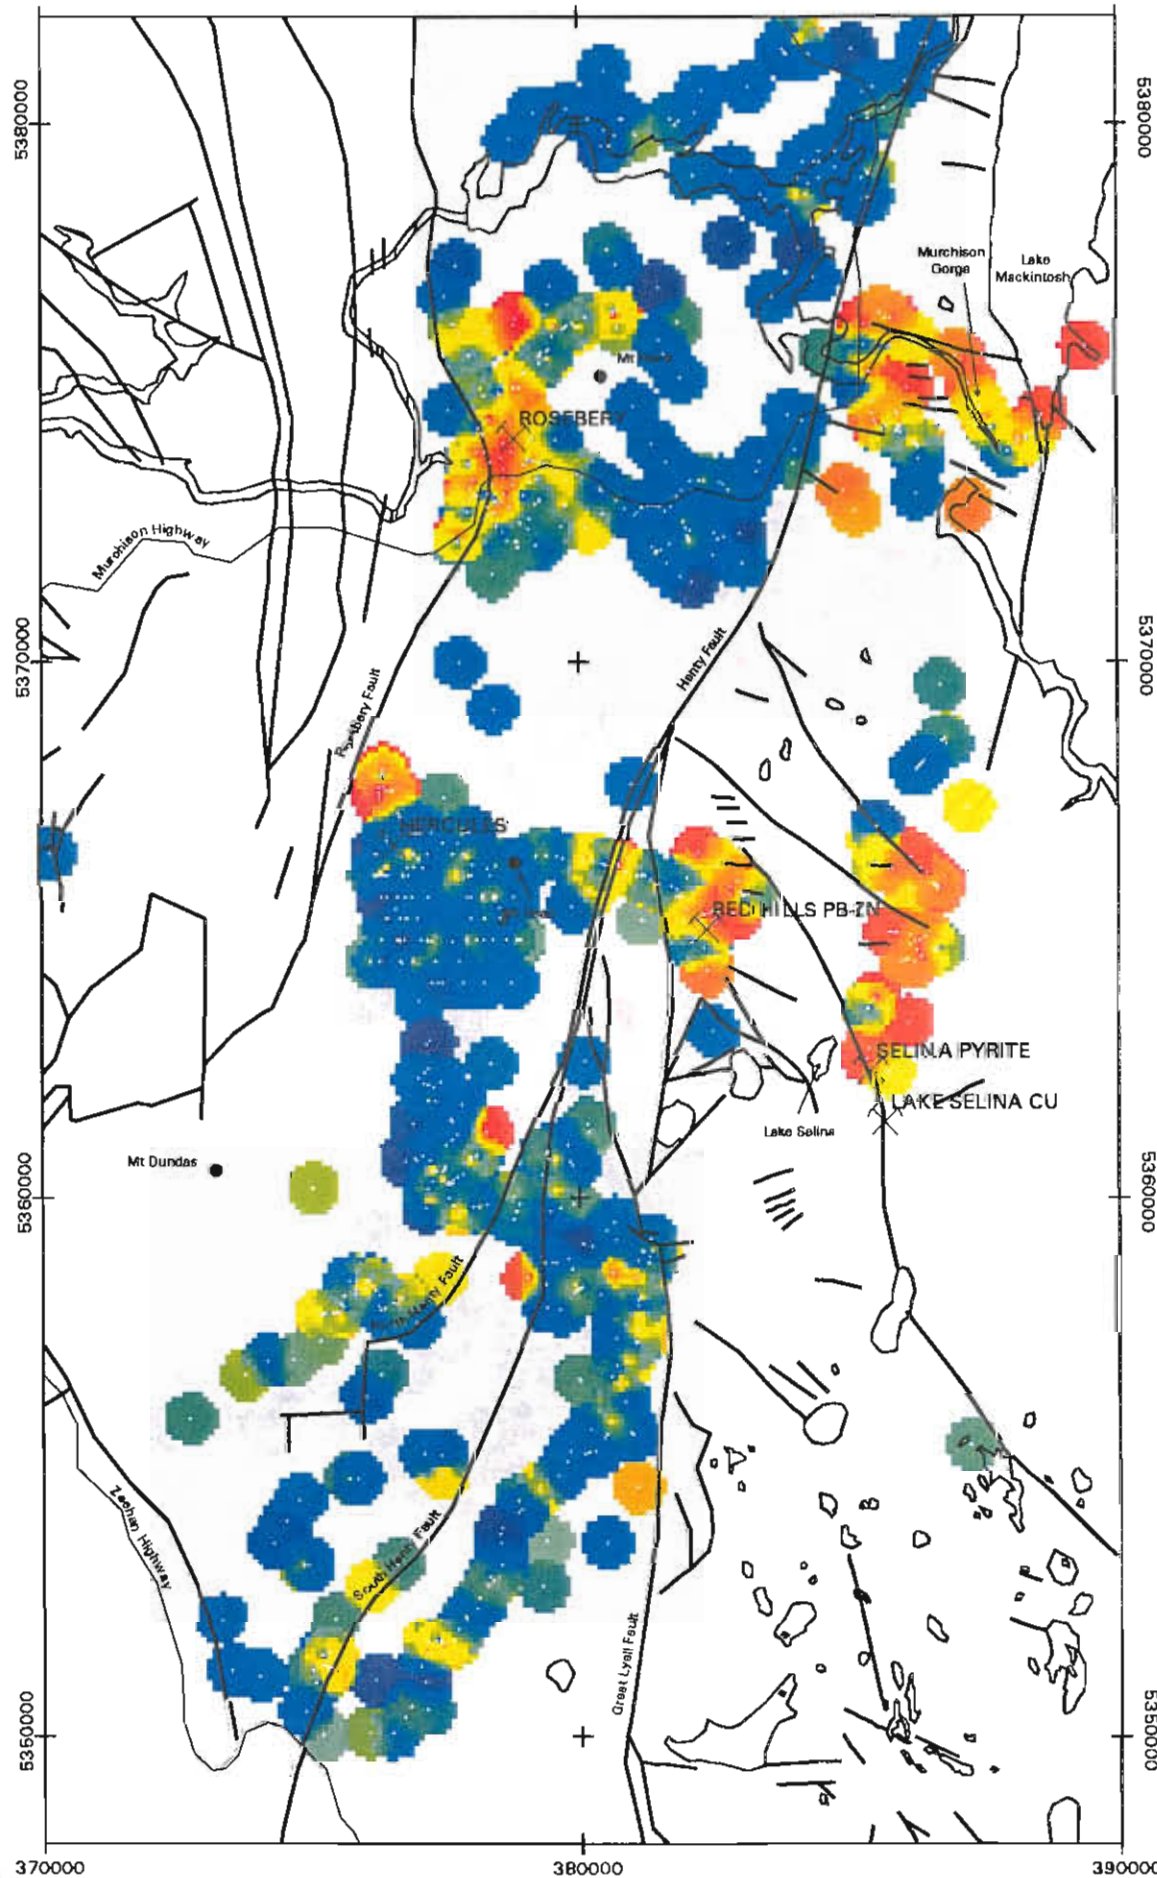 5380000
5380000
Murchison
Gorge
Lake
Mackintosh
Mt
ROSEBERY
Murchison Highway
5370000
5370000
Henty Fault
Rosebery Fault
HERCULES
RED HILLS PB-ZN
SELINA PYRITE
LAKE SELINA CU
Lake Selina
Mt Dundas
5360000
5360000
North Henty Fault
Zeehan Highway
South Henty Fault
Great Lyell Fault
5350000
5350000
370000
380000
390000